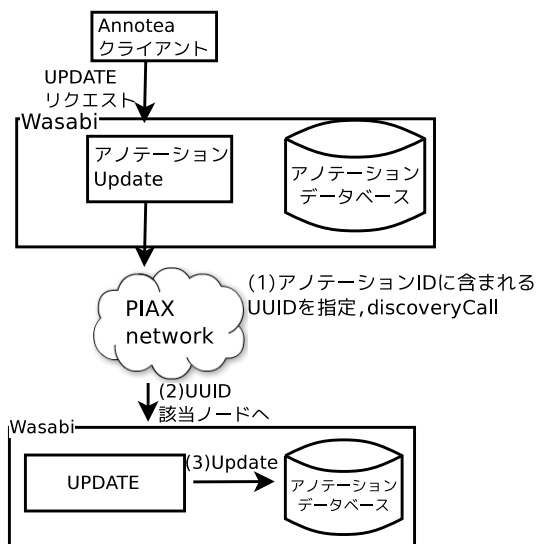 Annotea
クライアント
UPDATE
リクエスト
Wasabi
アノテーション
Update
アノテーション
データベース
(1)アノテーションIDに含まれる
UUIDを指定,discoveryCall
PIAX
network
(2)UUID
該当ノードへ
Wasabi
UPDATE
(3)Update
アノテーション
データベース